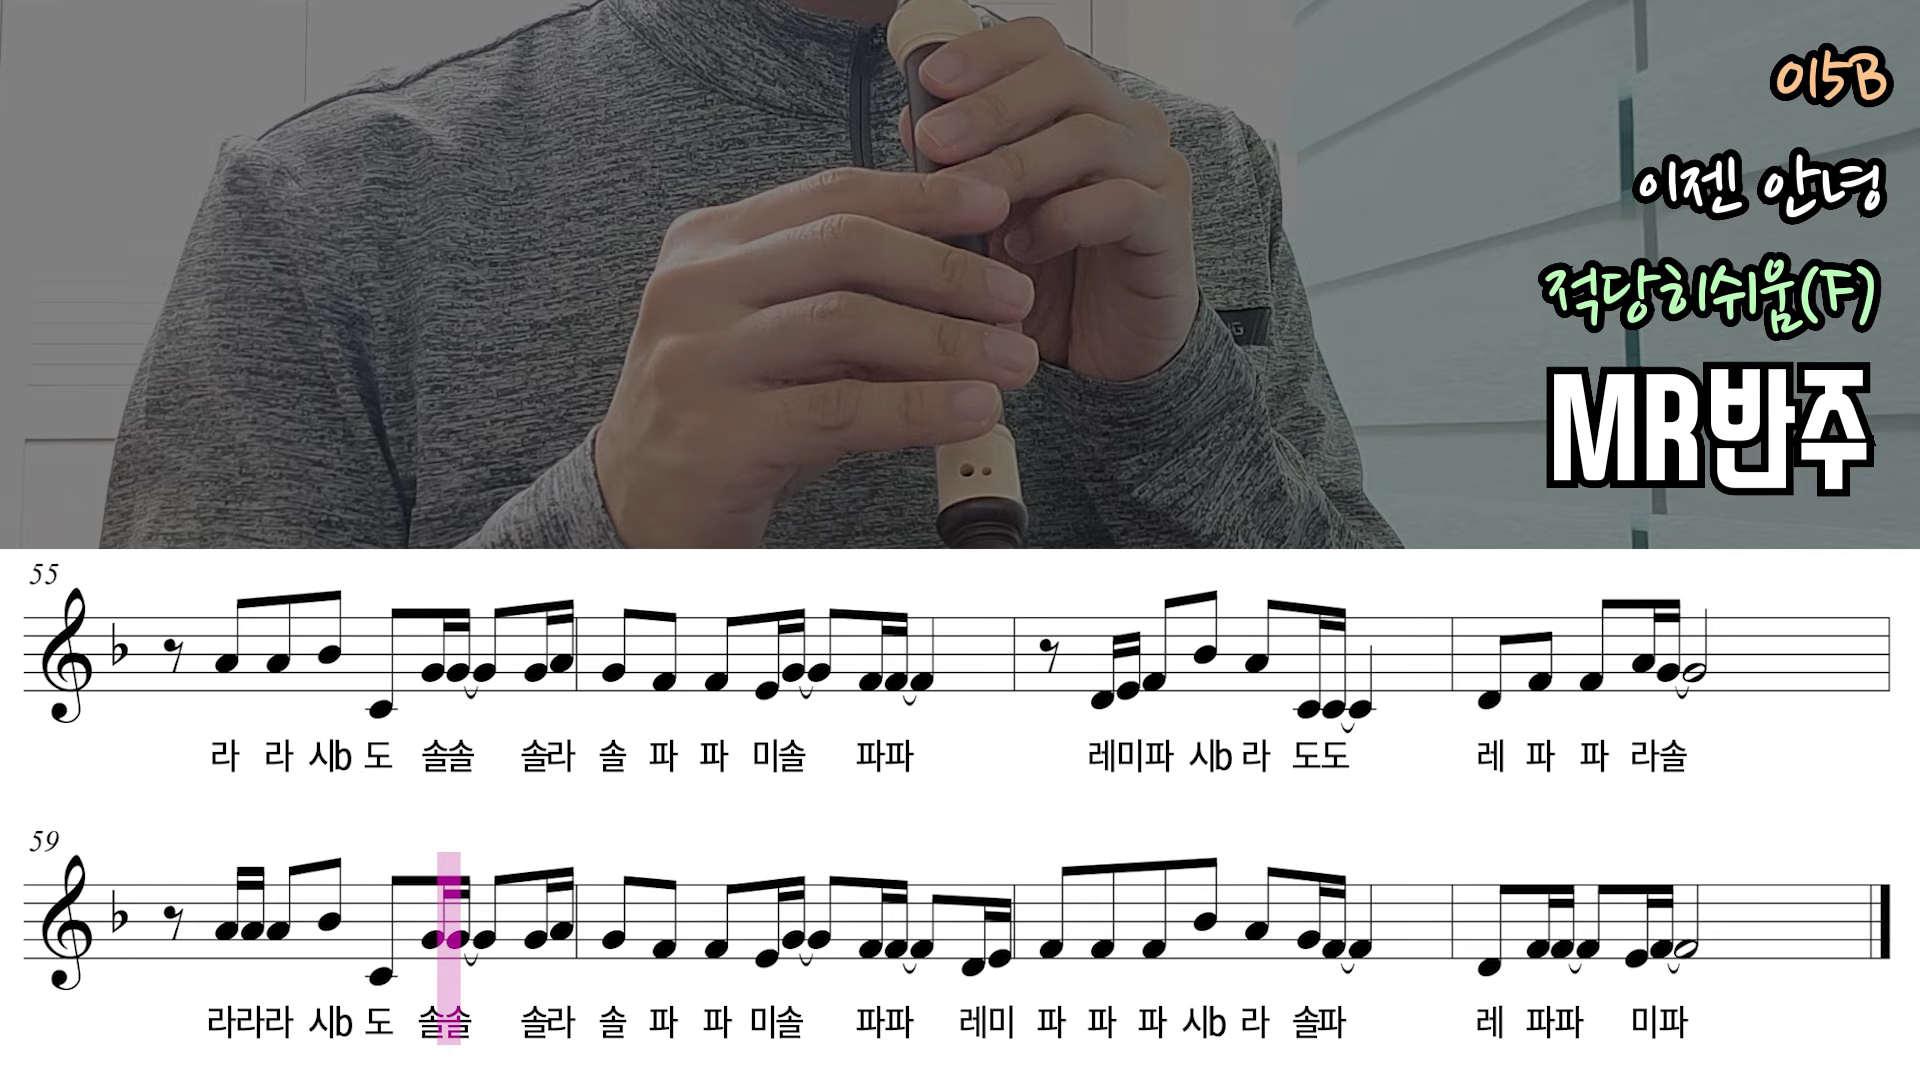 015B
이젠 안녕
적당히쉬움(F)
MR반주
G
55
라 라 시b 도 솔솔 솔라 솔 파 파 미솔 파파 레미파 시b 라 도도 레 파 파 라솔
59
라라라 시b 도 솔솔 솔라 솔 파 파 미솔 파파 레미 파 파 파 시b 라 솔파 레 파파 미파